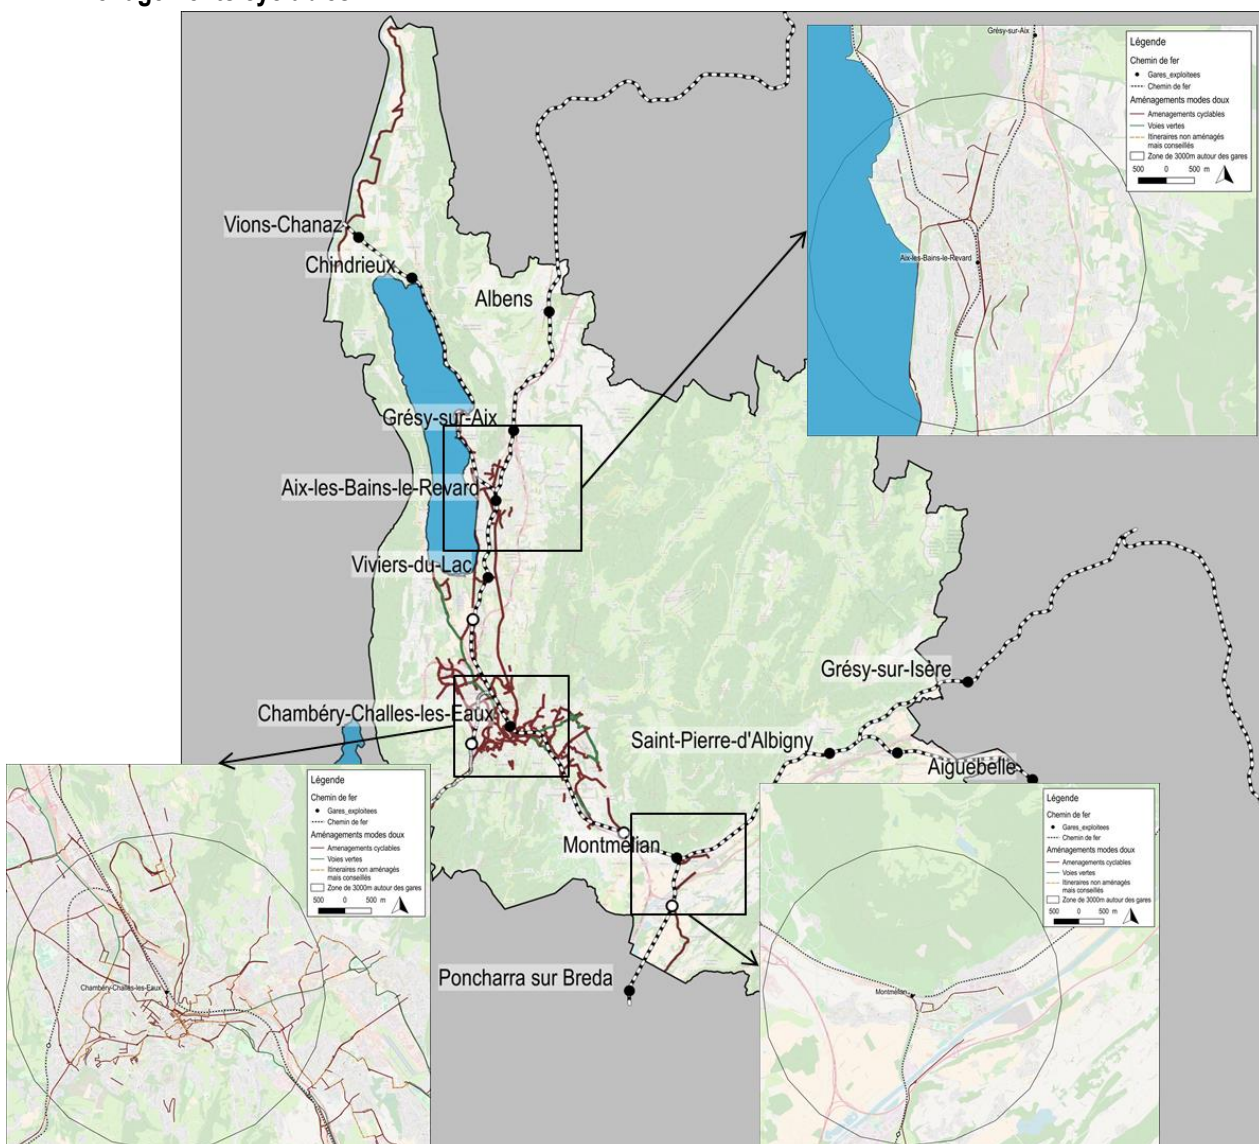 Grésy-sur-Aix
Aix-les-Bains-le-Revard
Légende
Chemin de fer
Gares_exploitees
Chemin de fer
Aménagements modes doux
Amenagements cyclables
Voies vertes
Itineraires non aménagés
mais conseillés
Zone de 3000m autour des gares
500 0 500 m
Vions-Chanaz
Chindrieux
Albens
Grésy-sur-Aix
Aix-les-Bains-le-Revard
Viviers-du-Lac
Chambéry-Challes-les-Eaux
Grésy-sur-Isère
Saint-Pierre-d'Albigny
Aiguebelle
Montmélian
Poncharra sur Breda
Légende
Chemin de fer
Gares_exploitees
Chemin de fer
Aménagements modes doux
Amenagements cyclables
Voies vertes
Itineraires non aménagés
mais conseillés
Zone de 3000m autour des gares
500 0 500 m
Chambéry-Challes-les-Eaux
Légende
Chemin de fer
Gares_exploitees
Chemin de fer
Aménagements modes doux
Amenagements cyclables
Voies vertes
Itineraires non aménagés
mais conseillés
Zone de 3000m autour des gares
500 0 500 m
Montmélian